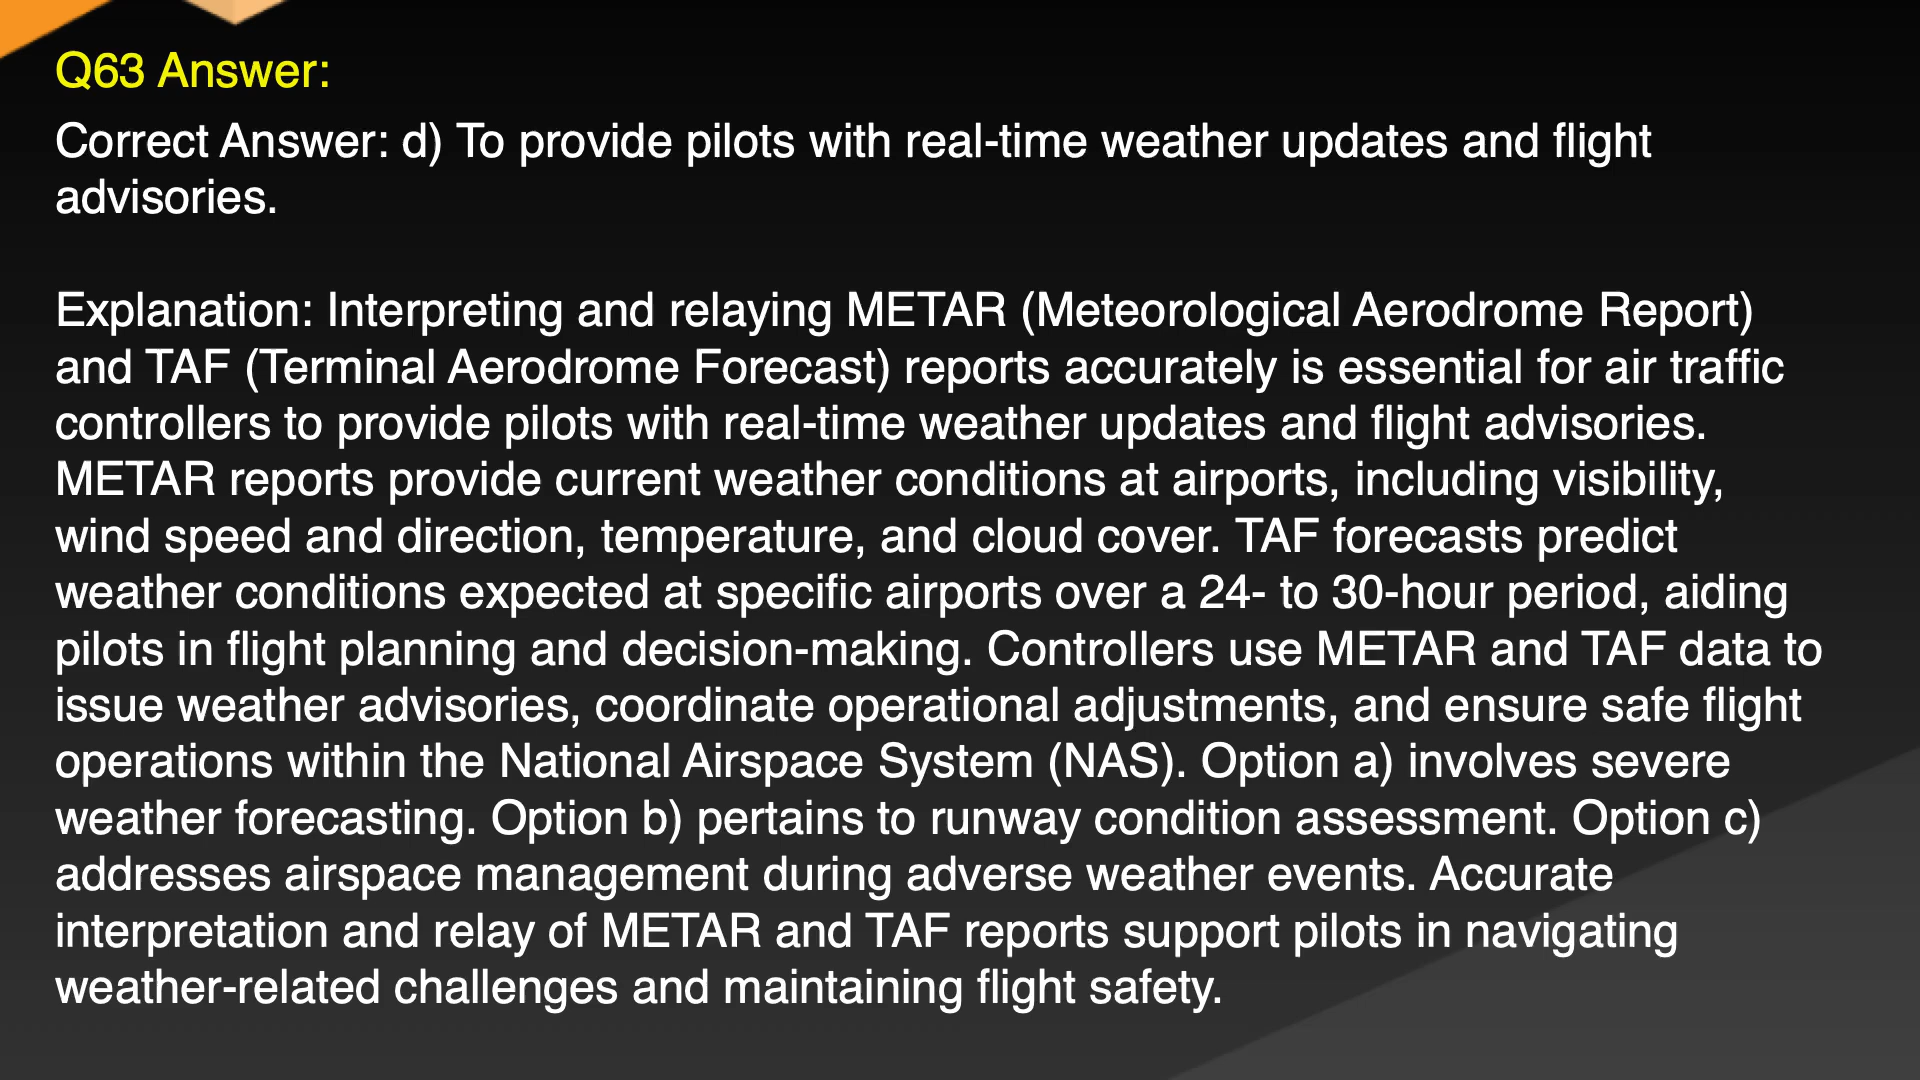 Q63 Answer:
Correct Answer: d) To provide pilots with real-time weather updates and flight
advisories.
Explanation: Interpreting and relaying METAR (Meteorological Aerodrome Report)
and TAF (Terminal Aerodrome Forecast) reports accurately is essential for air traffic
controllers to provide pilots with real-time weather updates and flight advisories.
METAR reports provide current weather conditions at airports, including visibility,
wind speed and direction, temperature, and cloud cover. TAF forecasts predict
weather conditions expected at specific airports over a 24- to 30-hour period, aiding
pilots in flight planning and decision-making. Controllers use METAR and TAF data to
issue weather advisories, coordinate operational adjustments, and ensure safe flight
operations within the National Airspace System (NAS). Option a) involves severe
weather forecasting. Option b) pertains to runway condition assessment. Option c)
addresses airspace management during adverse weather events. Accurate
interpretation and relay of METAR and TAF reports support pilots in navigating
weather-related challenges and maintaining flight safety.